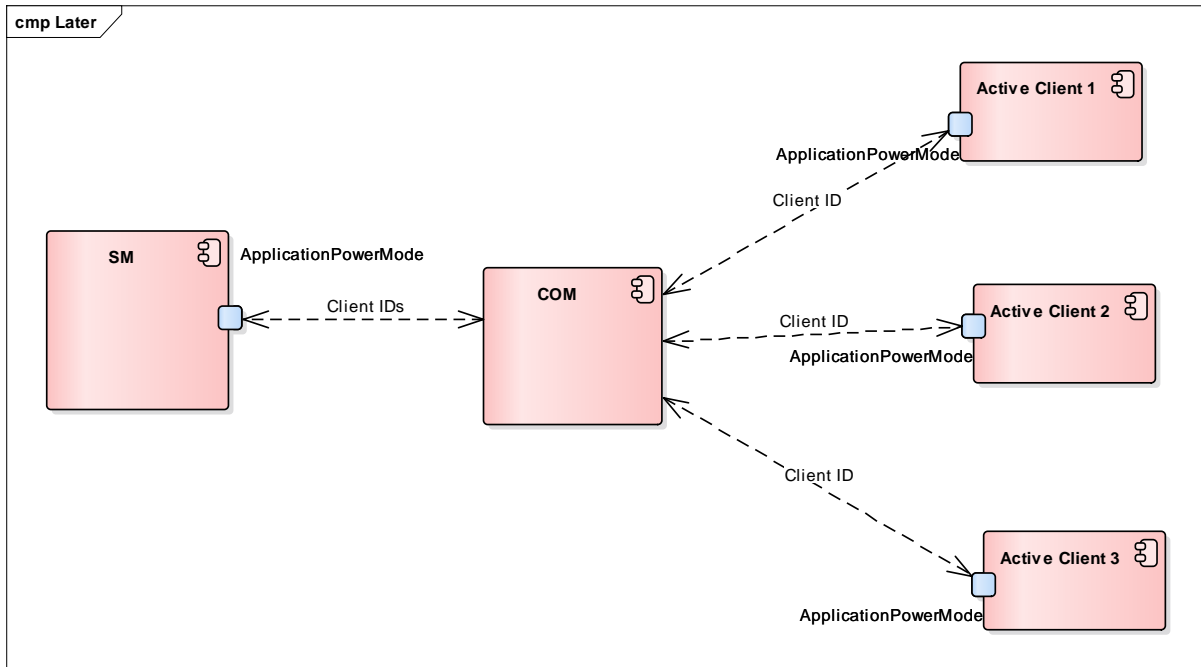 cmp Later
Active Client 1
ApplicationPowerMode
Client ID
SM
ApplicationPowerMode
Client IDs
COM
Client ID
Active Client 2
ApplicationPowerMode
Client ID
Active Client 3
ApplicationPowerMode